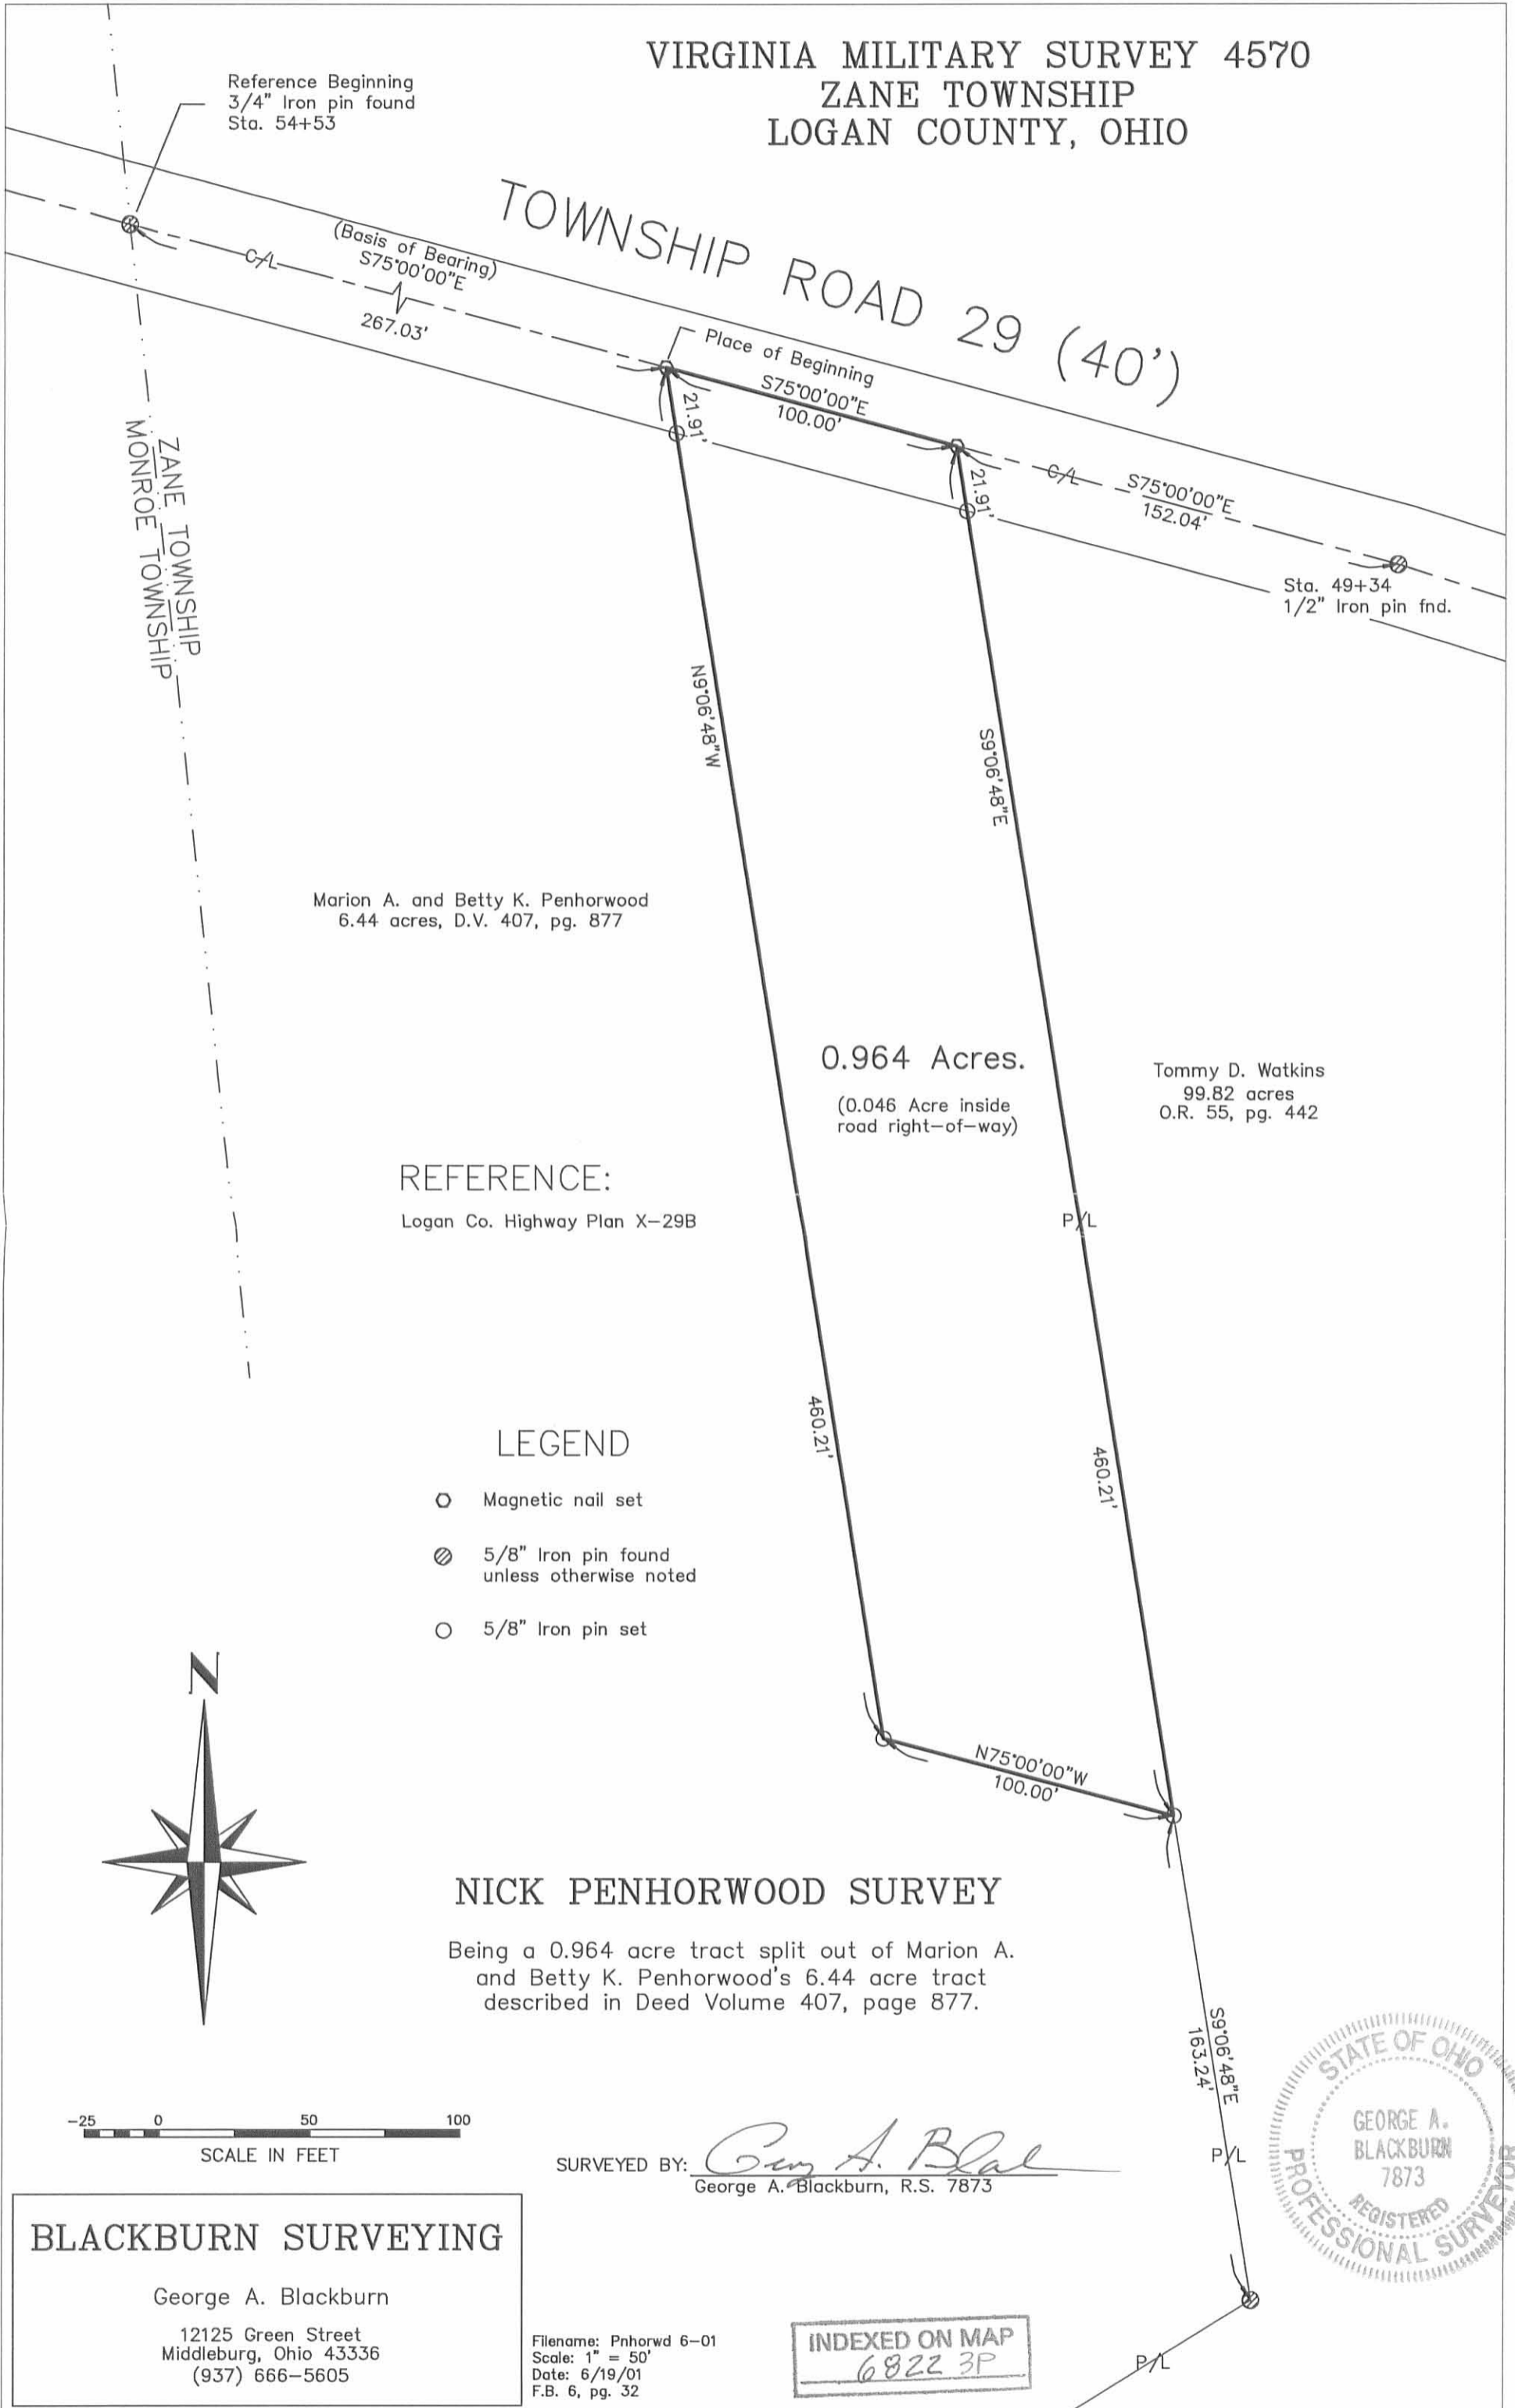 VIRGINIA MILITARY SURVEY 4570
ZANE TOWNSHIP
LOGAN COUNTY, OHIO
Reference Beginning
3/4" Iron pin found
Sta. 54+53
TOWNSHIP ROAD 29 (40')
(Basis of Bearing)
S75°00'00"E
267.03'
C/L
Place of Beginning
S75°00'00"E
100.00'
21.91'
21.91'
C/L
S75°00'00"E
152.04'
Sta. 49+34
1/2" Iron pin fnd.
ZANE TOWNSHIP
MONROE TOWNSHIP
N9°06'48"W
S9°06'48"E
Marion A. and Betty K. Penhorwood
6.44 acres, D.V. 407, pg. 877
0.964 Acres.
(0.046 Acre inside
road right-of-way)
Tommy D. Watkins
99.82 acres
O.R. 55, pg. 442
REFERENCE:
Logan Co. Highway Plan X-29B
P/L
460.21'
460.21'
LEGEND
Magnetic nail set
5/8" Iron pin found
unless otherwise noted
5/8" Iron pin set
N
N75°00'00"W
100.00'
NICK PENHORWOOD SURVEY
Being a 0.964 acre tract split out of Marion A.
and Betty K. Penhorwood's 6.44 acre tract
described in Deed Volume 407, page 877.
S9°06'48"E
163.24'
P/L
-25 0 50 100
SCALE IN FEET
SURVEYED BY:
George A. Blackburn, R.S. 7873
STATE OF OHIO
GEORGE A.
BLACKBURN
7873
REGISTERED
PROFESSIONAL SURVEYOR
BLACKBURN SURVEYING
George A. Blackburn
12125 Green Street
Middleburg, Ohio 43336
(937) 666-5605
Filename: Pnhorwd 6-01
Scale: 1" = 50'
Date: 6/19/01
F.B. 6, pg. 32
INDEXED ON MAP
6822 3P
P/L